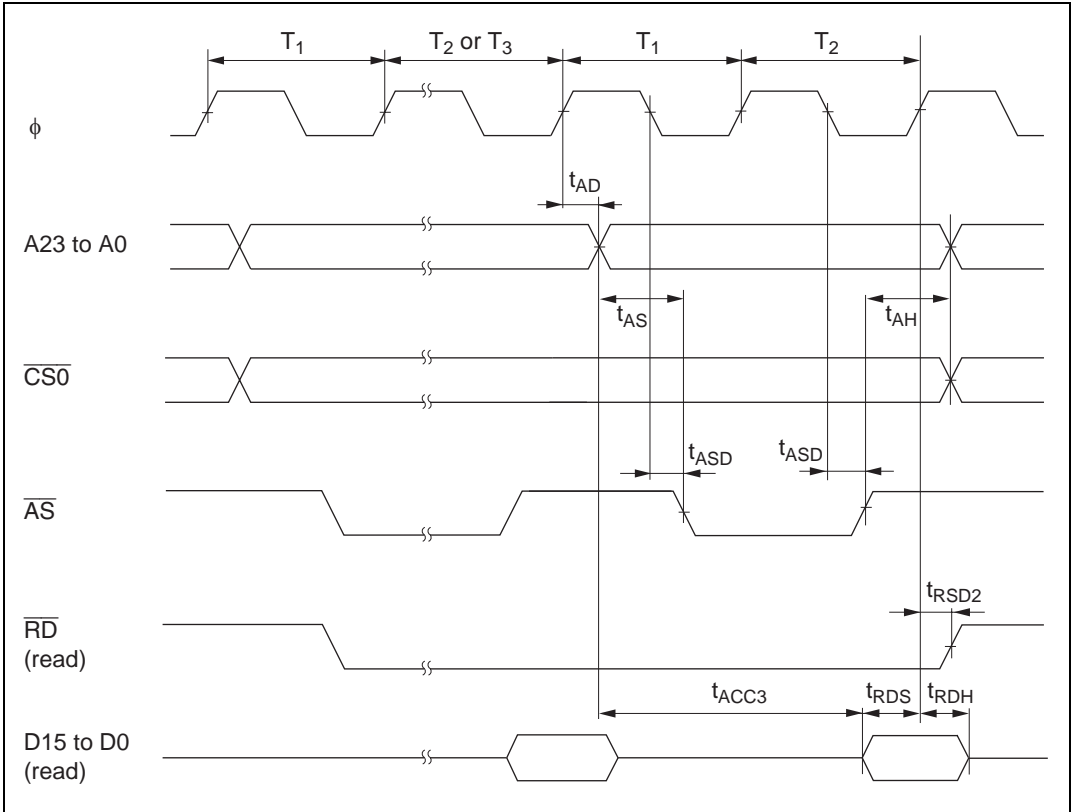 T1 T2 or T3 T1 T2
ϕ
tAD
A23 to A0
tAS tAH
CS0
tASD tASD
AS
tRSD2
RD
(read)
tACC3 tRDS tRDH
D15 to D0
(read)